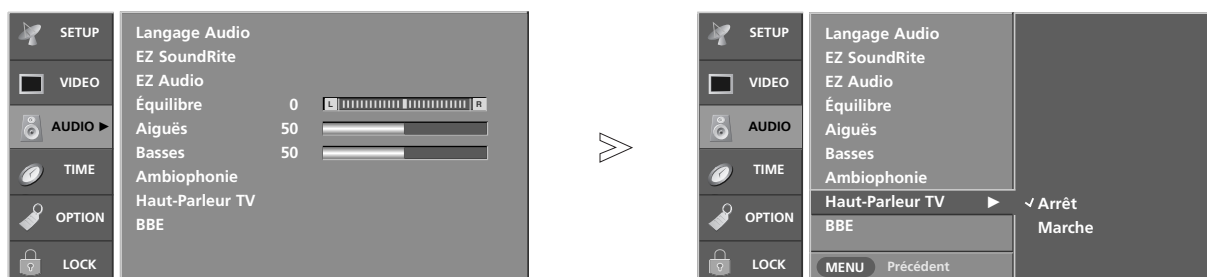 SETUP
VIDEO
AUDIO ►
TIME
OPTION
LOCK
Langage Audio
EZ SoundRite
EZ Audio
Équilibre 0 L R
Aiguës 50
Basses 50
Ambiophonie
Haut-Parleur TV
BBE
>
SETUP
VIDEO
AUDIO
TIME
OPTION
LOCK
Langage Audio
EZ SoundRite
EZ Audio
Équilibre
Aiguës
Basses
Ambiophonie
Haut-Parleur TV ►
BBE
MENU Précédent
✓ Arrêt
Marche